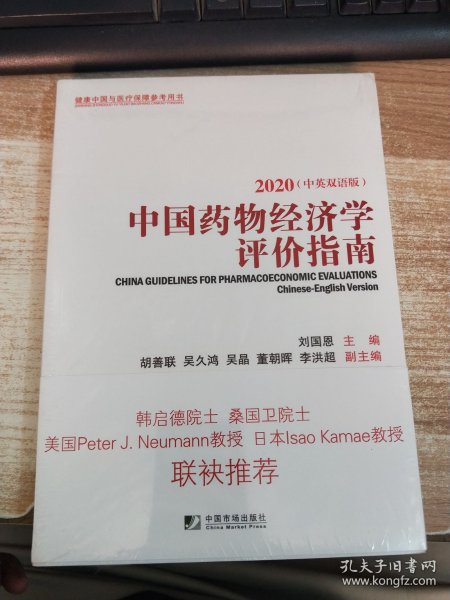 健康中国与医疗保障参考用书
2020(中英双语版)
中国药物经济学
评价指南
CHINA GUIDELINES FOR PHARMACOECONOMIC EVALUATIONS
Chinese-English Version
刘国恩 主 编
胡善联 吴久鸿 吴晶 董朝晖 李洪超 副主编
韩启德院士 桑国卫院士
美国Peter J. Neumann教授 日本Isao Kamae教授
联袂推荐
中国市场出版社
China Market Press
孔夫子旧书网
www.kongfz.com